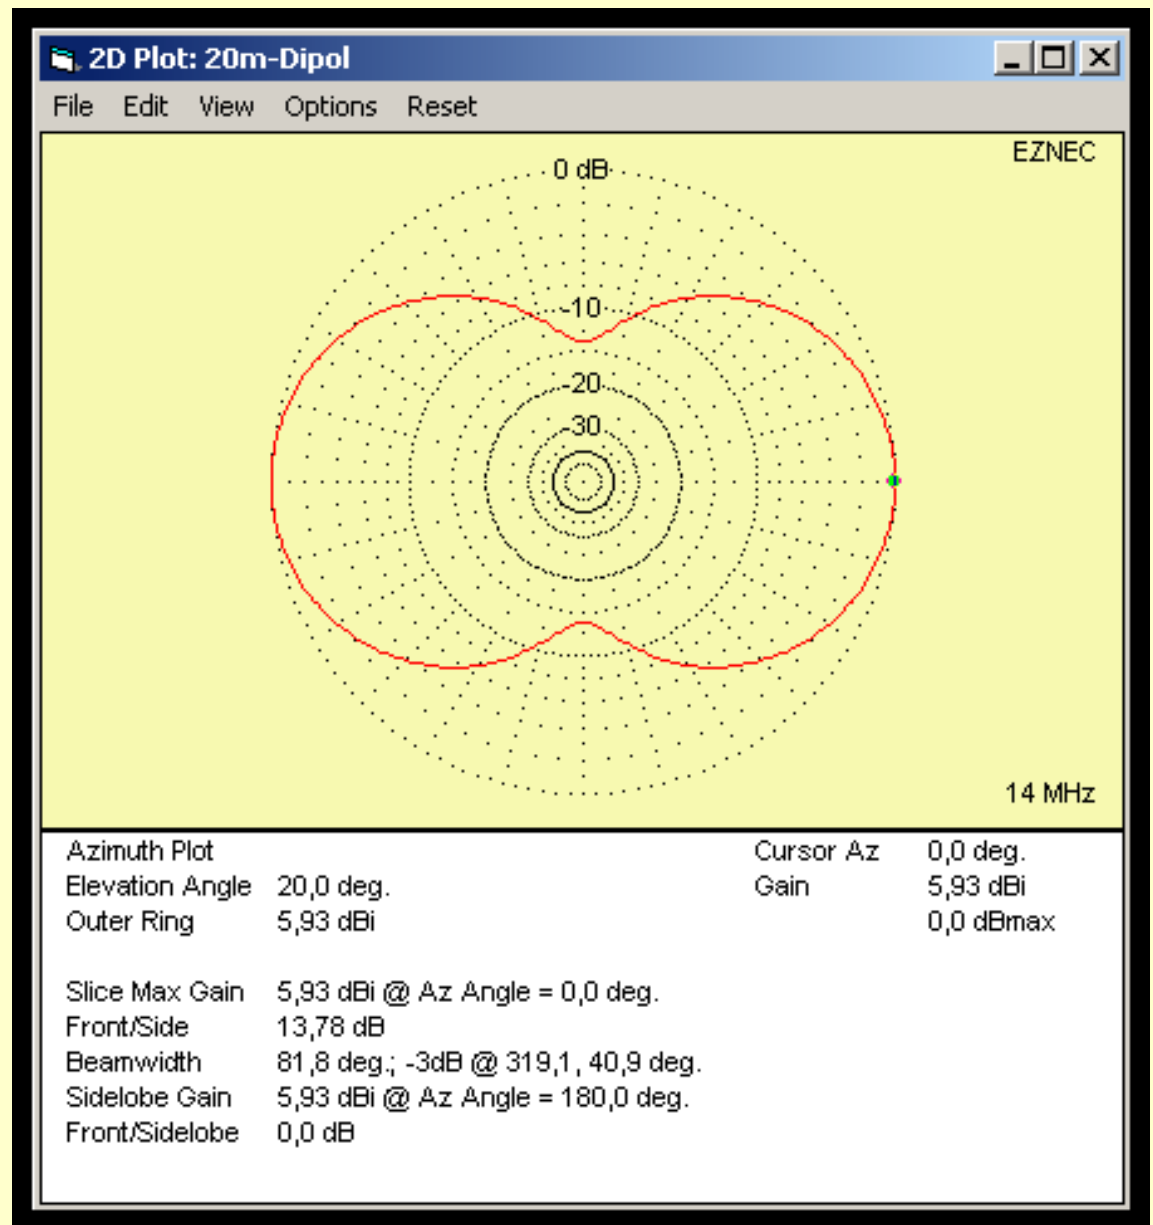 2D Plot: 20m-Dipol
File Edit View Options Reset
EZNEC
0 dB
-10
-20
-30
14 MHz
Azimuth Plot Cursor Az 0,0 deg.
Elevation Angle 20,0 deg. Gain 5,93 dBi
Outer Ring 5,93 dBi 0,0 dBmax
Slice Max Gain 5,93 dBi @ Az Angle = 0,0 deg.
Front/Side 13,78 dB
Beamwidth 81,8 deg.; -3dB @ 319,1, 40,9 deg.
Sidelobe Gain 5,93 dBi @ Az Angle = 180,0 deg.
Front/Sidelobe 0,0 dB